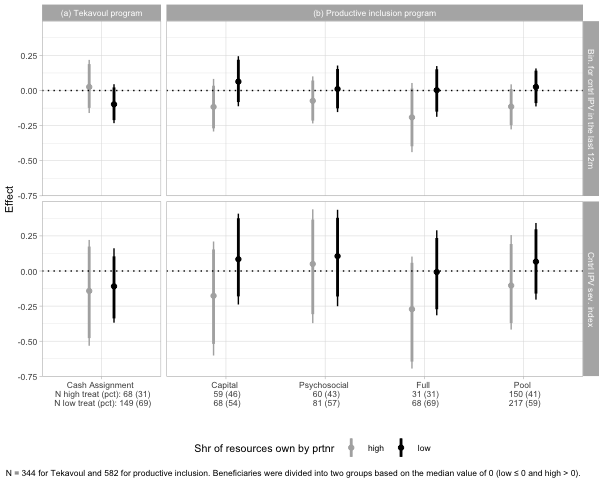 (a) Tekavoul program
(b) Productive inclusion program
0.25
0.00
-0.25
-0.50
-0.75
Bin. for cntrl IPV in the last 12m
Effect
0.25
0.00
-0.25
-0.50
-0.75
Cntrl IPV sev. index
Cash Assignment
N high treat (pct): 68 (31)
N low treat (pct): 149 (69)
Capital
59 (46)
68 (54)
Psychosocial
60 (43)
81 (57)
Full
31 (31)
68 (69)
Pool
150 (41)
217 (59)
Shr of resources own by prtnr
high
low
N = 344 for Tekavoul and 582 for productive inclusion. Beneficiaries were divided into two groups based on the median value of 0 (low ≤ 0 and high > 0).